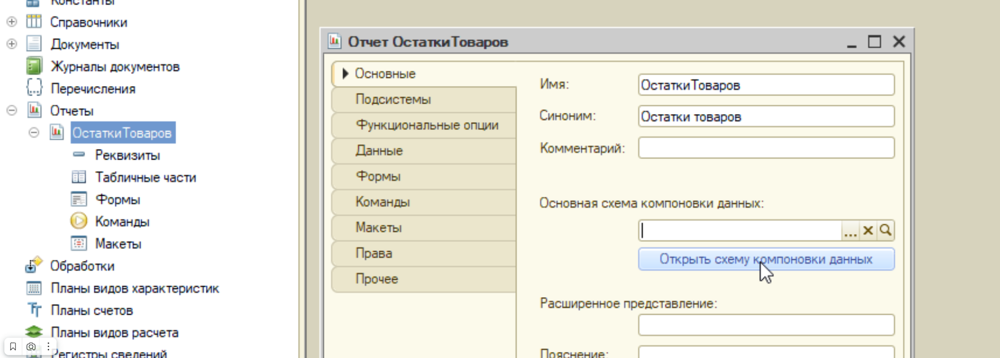 Константы
Справочники
Документы
Журналы документов
Перечисления
Отчеты
ОстаткиТоваров
Реквизиты
Табличные части
Формы
Команды
Макеты
Обработки
Планы видов характеристик
Планы счетов
Планы видов расчета
Регистры сведений
Отчет ОстаткиТоваров
Основные
Подсистемы
Функциональные опции
Данные
Формы
Команды
Макеты
Права
Прочее
Имя: ОстаткиТоваров
Синоним: Остатки товаров
Комментарий:
Основная схема компоновки данных:
...
Открыть схему компоновки данных
Расширенное представление:
Пояснение: